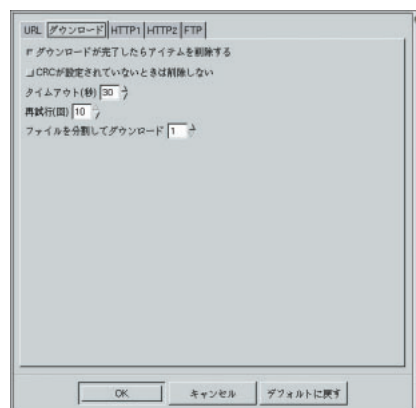 URL ダウンロード HTTP1 HTTP2 FTP
ダウンロードが完了したらアイテムを削除する
CRCが設定されていないときは削除しない
タイムアウト(秒) 30
再試行(回) 10
ファイルを分割してダウンロード 1
OK キャンセル デフォルトに戻す